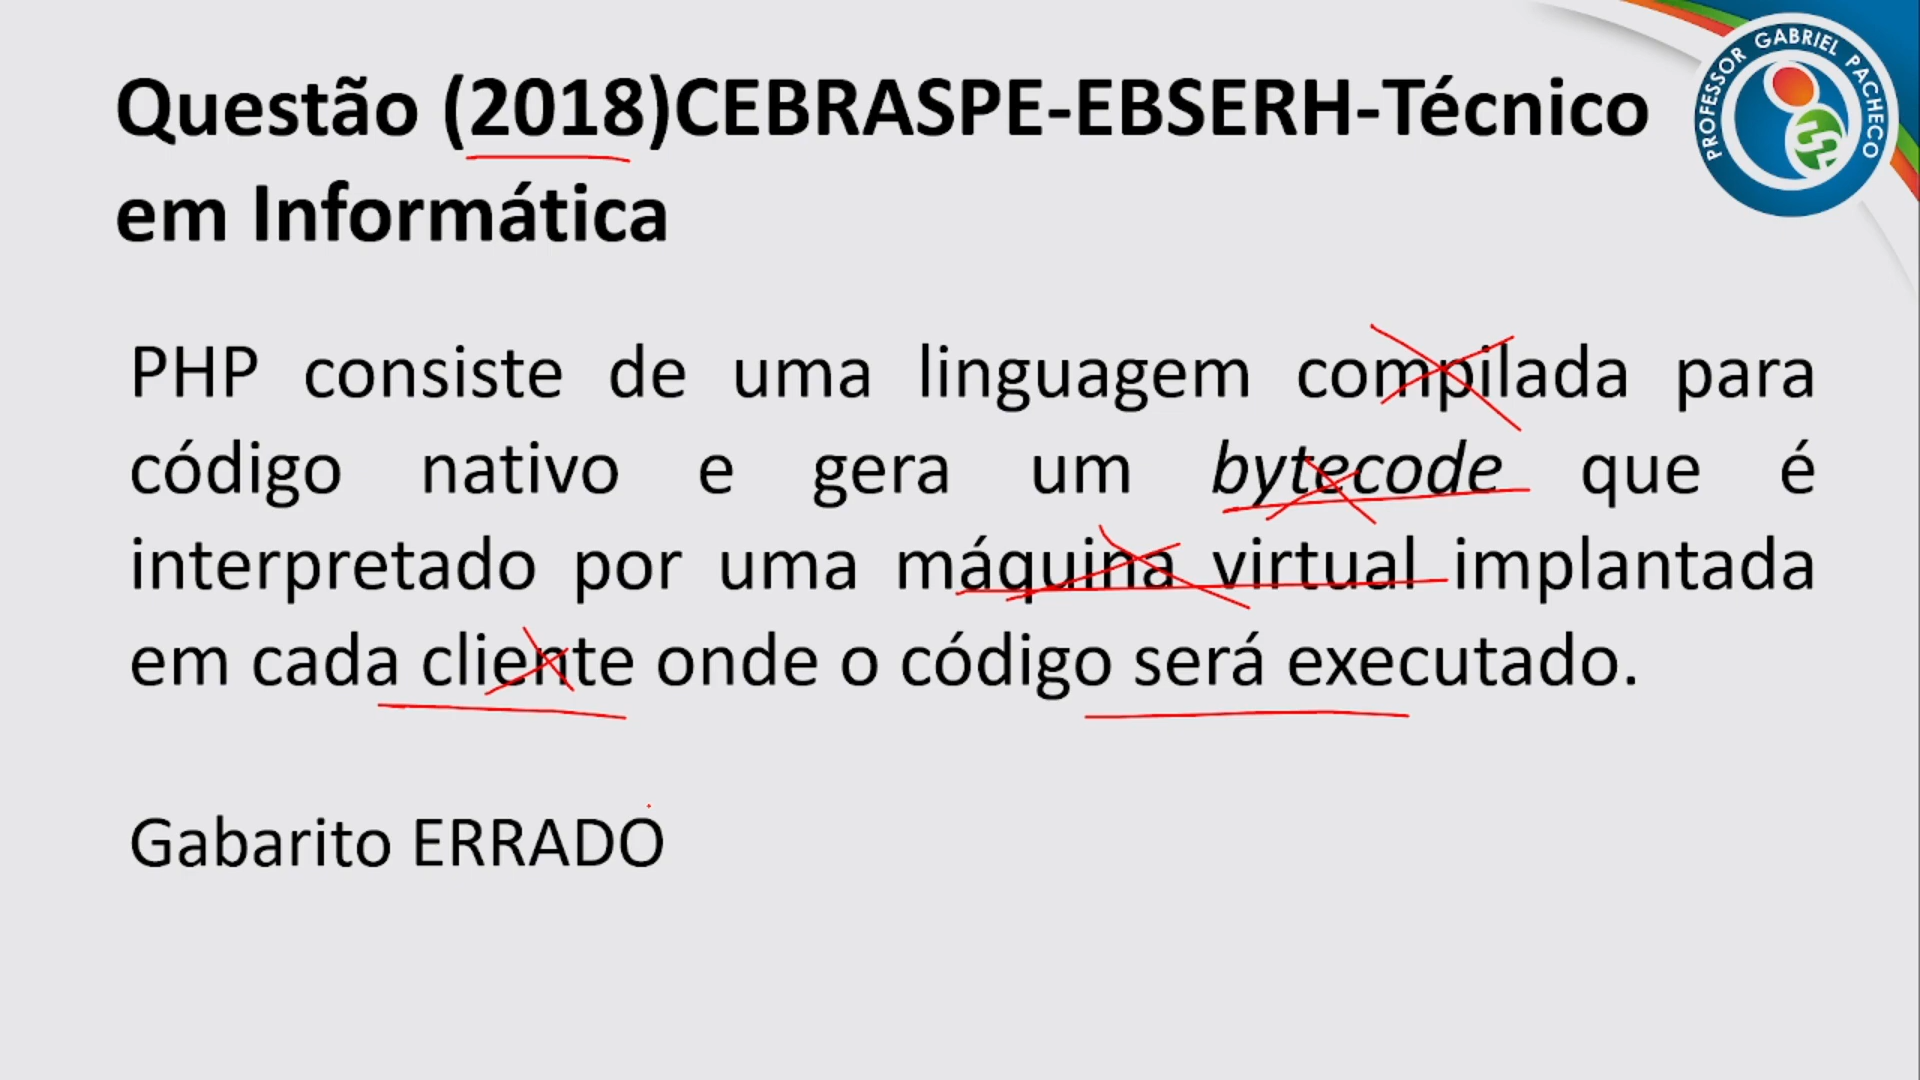 Questão (2018)CEBRASPE-EBSERH-Técnico
em Informática
PROFESSOR GABRIEL PACHECO
PHP consiste de uma linguagem compilada para
código nativo e gera um bytecode que é
interpretado por uma máquina virtual implantada
em cada cliente onde o código será executado.
Gabarito ERRADO